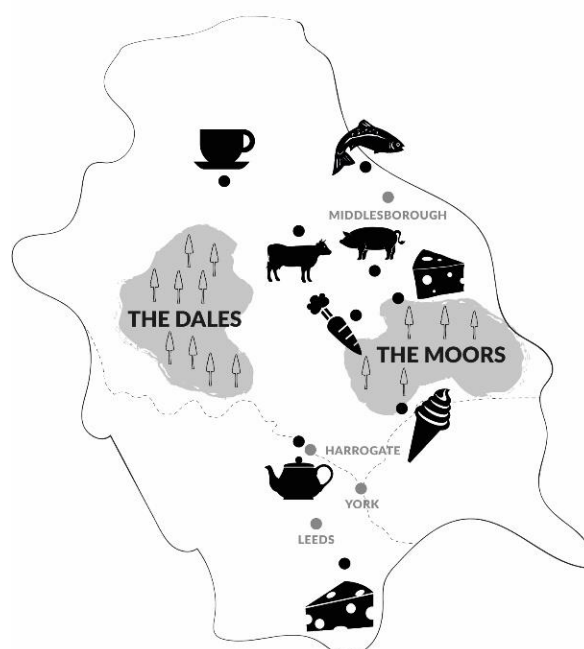 MIDDLESBOROUGH
THE DALES
THE MOORS
HARROGATE
YORK
LEEDS